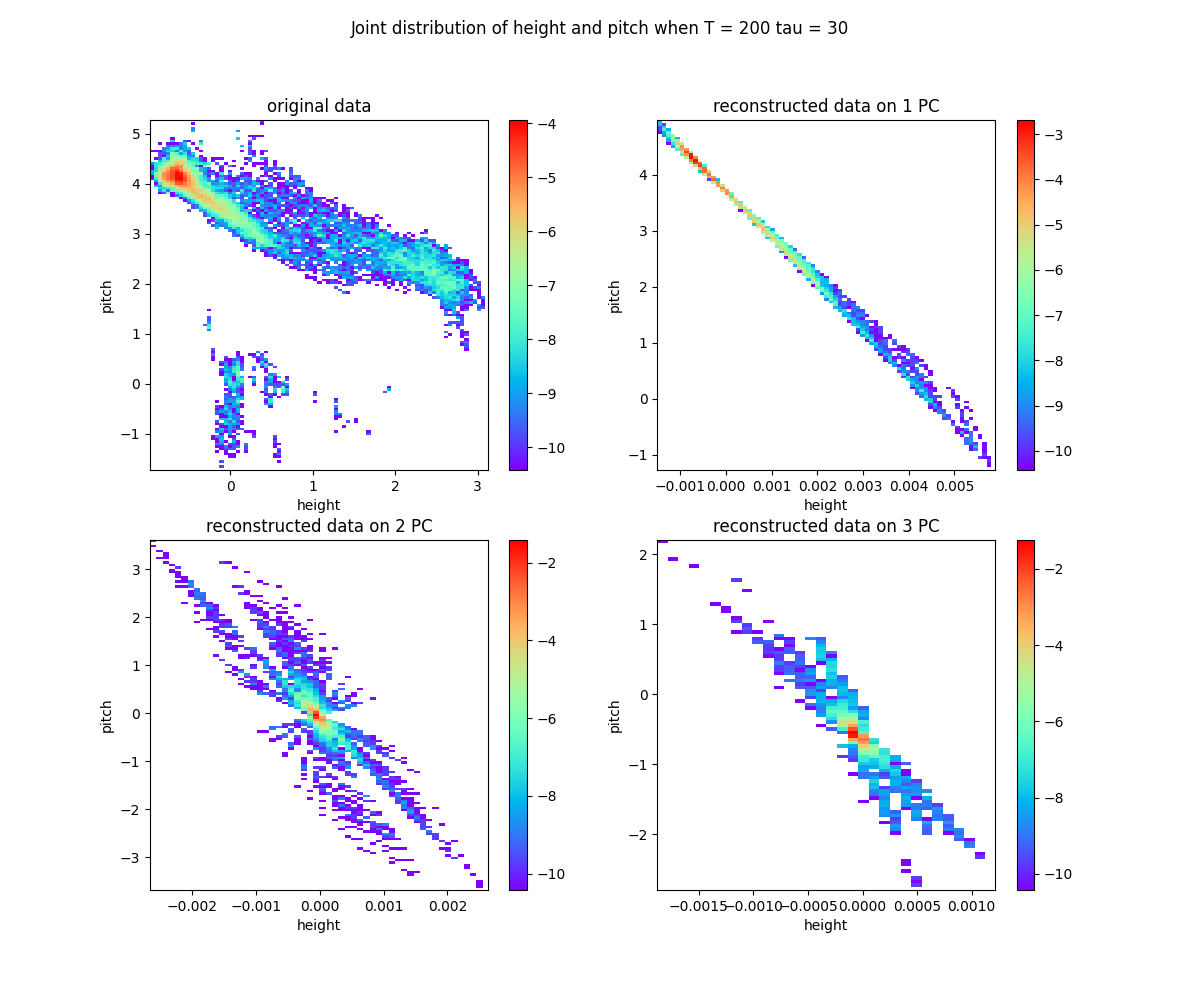 Joint distribution of height and pitch when T = 200 tau = 30
original data
pitch
5
4
3
2
1
0
−1
0 1 2 3
height
−4
−5
−6
−7
−8
−9
−10
reconstructed data on 1 PC
pitch
4
3
2
1
0
−1
−0.001 0.000 0.001 0.002 0.003 0.004 0.005
height
−3
−4
−5
−6
−7
−8
−9
−10
reconstructed data on 2 PC
pitch
3
2
1
0
−1
−2
−3
−0.002 −0.001 0.000 0.001 0.002
height
−2
−4
−6
−8
−10
reconstructed data on 3 PC
pitch
2
1
0
−1
−2
−0.0015 −0.0010 −0.0005 0.0000 0.0005 0.0010
height
−2
−4
−6
−8
−10